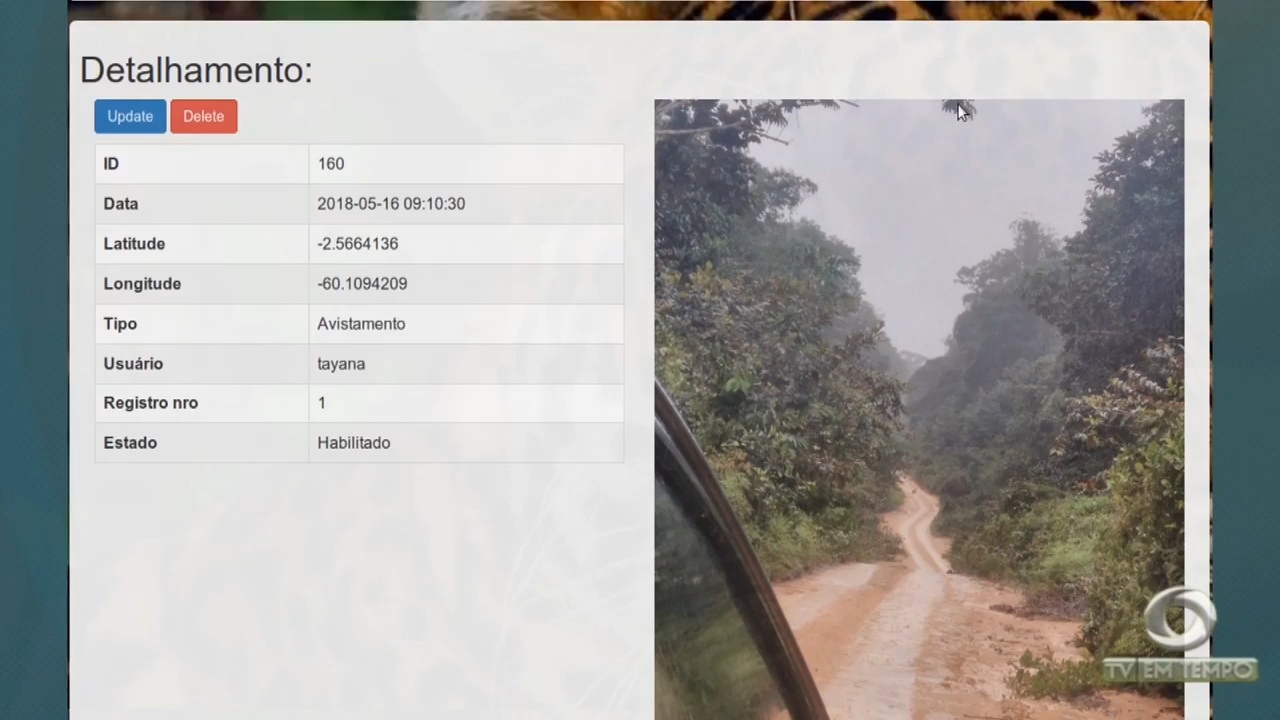 Detalhamento:
Update Delete
ID 160
Data 2018-05-16 09:10:30
Latitude -2.5664136
Longitude -60.1094209
Tipo Avistamento
Usuário tayana
Registro nro 1
Estado Habilitado
TV EM TEMPO